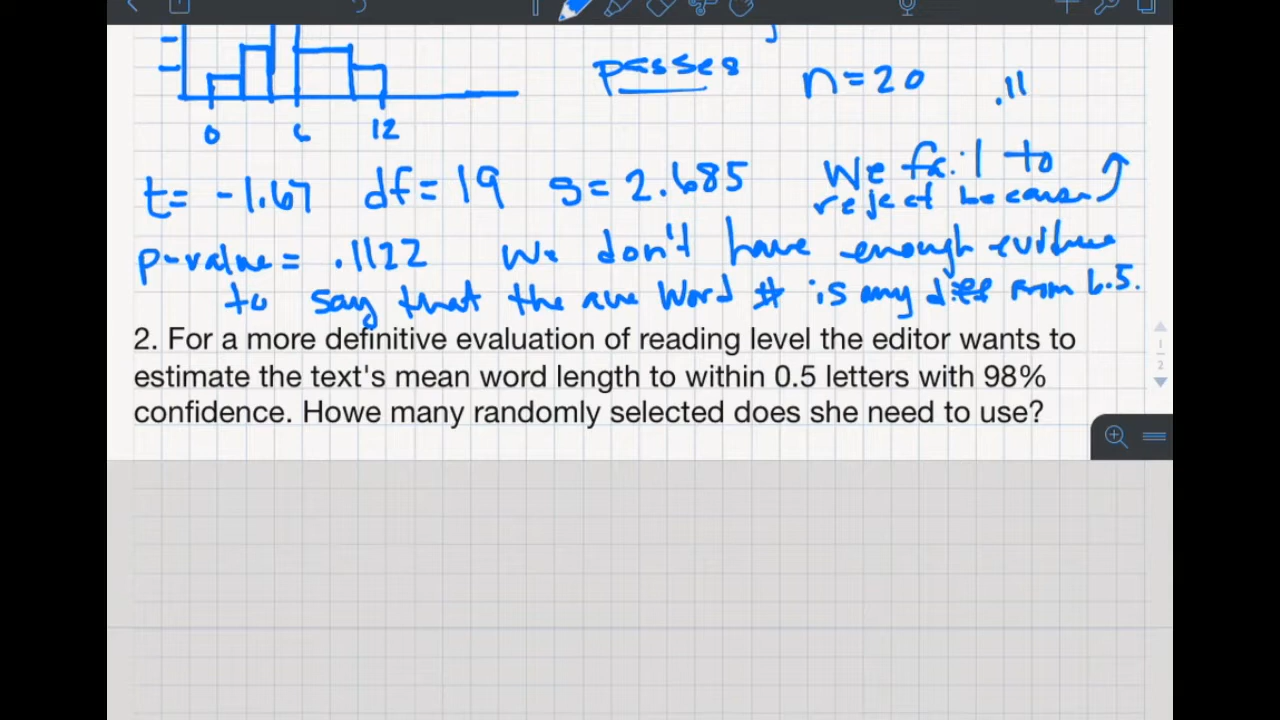 passes
n=20 .11
0 6 12
t= -1.67 df= 19 s= 2.685 We fail to
reject because
p-value= .1122 We don't have enough evidence
to say that the ave word # is any diff from 6.5.
2. For a more definitive evaluation of reading level the editor wants to
estimate the text's mean word length to within 0.5 letters with 98%
confidence. Howe many randomly selected does she need to use?
1
2